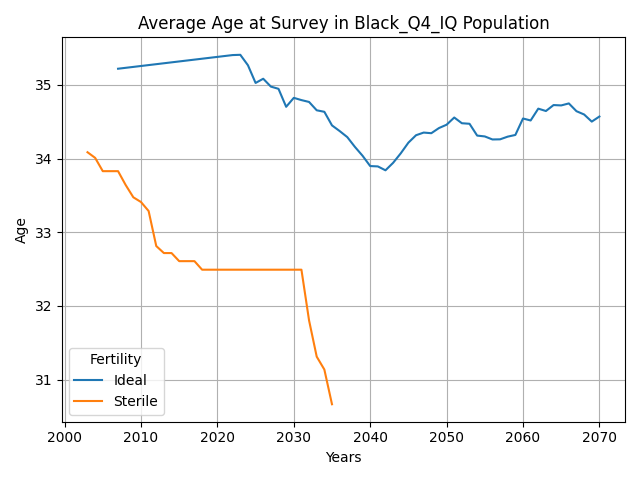 Average Age at Survey in Black_Q4_IQ Population
Age
35
34
33
32
31
Fertility
Ideal
Sterile
2000 2010 2020 2030 2040 2050 2060 2070
Years